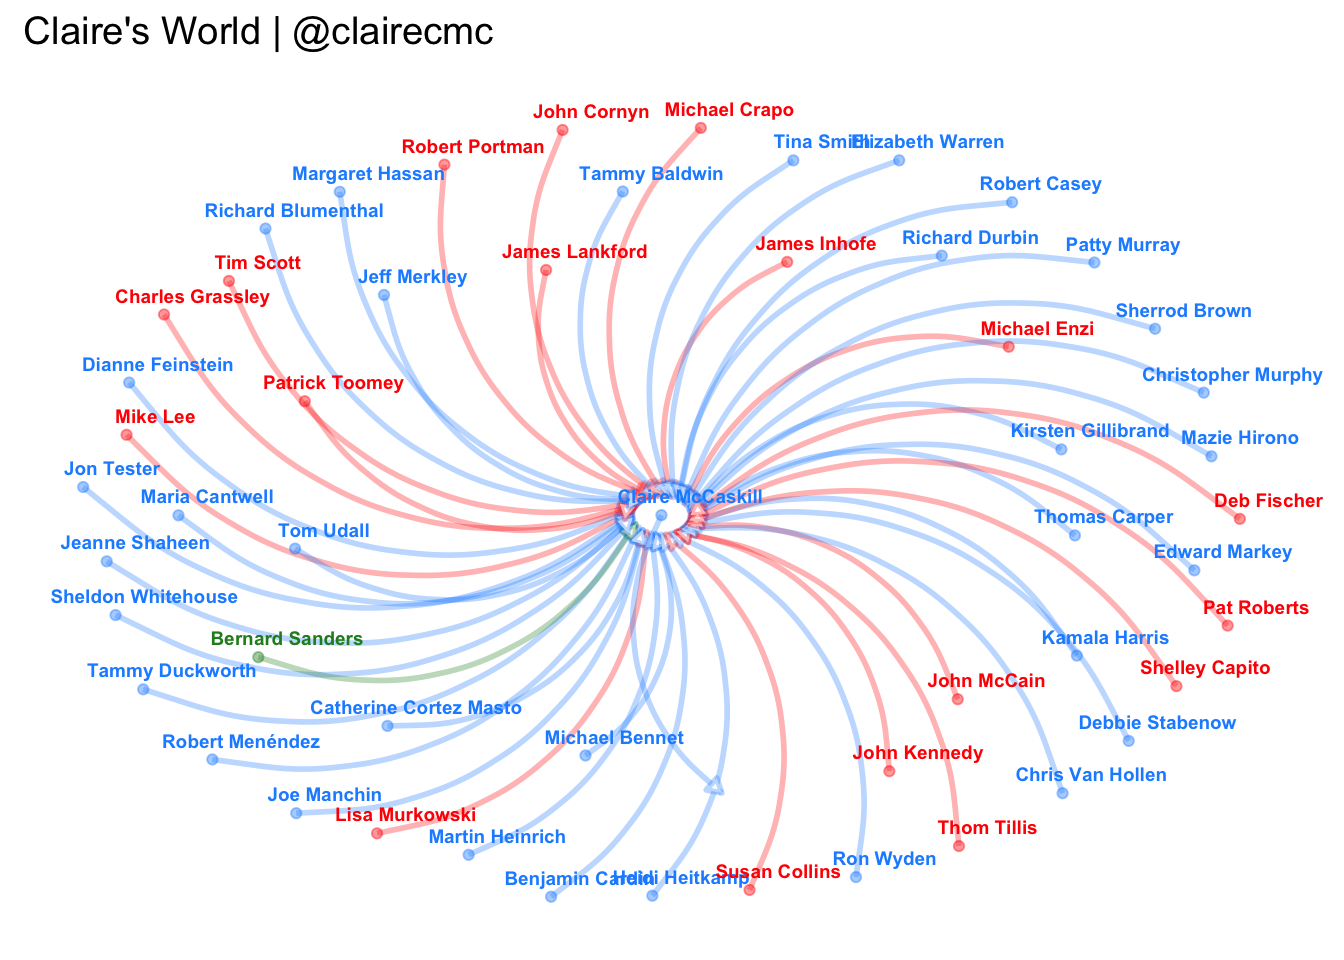 Claire's World | @clairecmc
John Cornyn
Michael Crapo
Robert Portman
Tina Smith
Elizabeth Warren
Margaret Hassan
Tammy Baldwin
Robert Casey
Richard Blumenthal
Richard Durbin
James Inhofe
Patty Murray
James Lankford
Tim Scott
Jeff Merkley
Charles Grassley
Sherrod Brown
Michael Enzi
Dianne Feinstein
Christopher Murphy
Patrick Toomey
Mike Lee
Kirsten Gillibrand
Mazie Hirono
Jon Tester
Maria Cantwell
Claire McCaskill
Deb Fischer
Thomas Carper
Tom Udall
Jeanne Shaheen
Edward Markey
Sheldon Whitehouse
Pat Roberts
Bernard Sanders
Kamala Harris
Tammy Duckworth
Shelley Capito
John McCain
Catherine Cortez Masto
Debbie Stabenow
Robert Menéndez
Michael Bennet
John Kennedy
Chris Van Hollen
Joe Manchin
Lisa Murkowski
Thom Tillis
Martin Heinrich
Ron Wyden
Benjamin Cardin
Heidi Heitkamp
Susan Collins